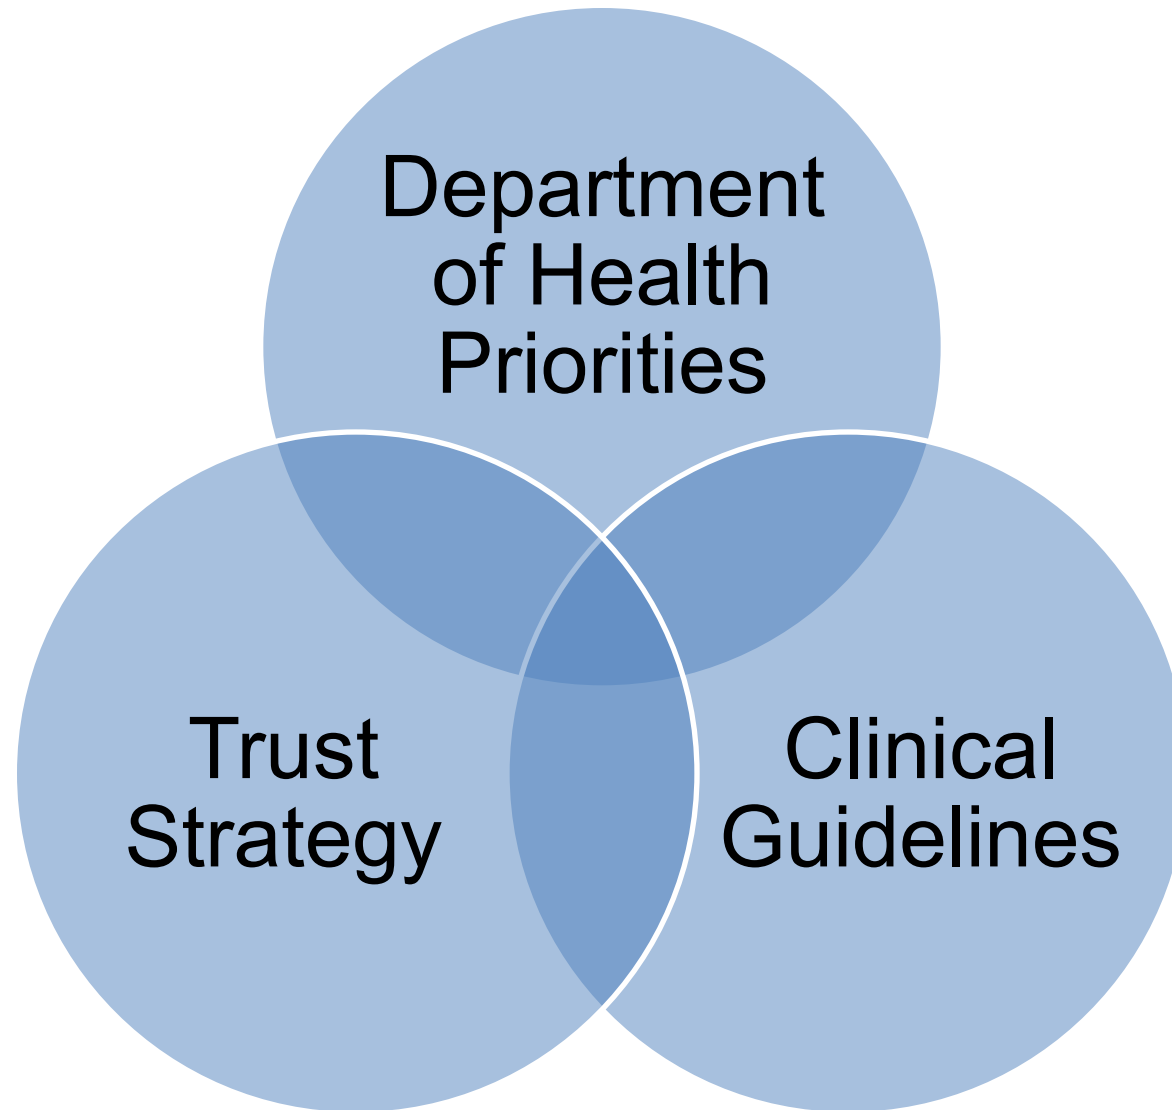 Department
of Health
Priorities
Trust
Strategy
Clinical
Guidelines